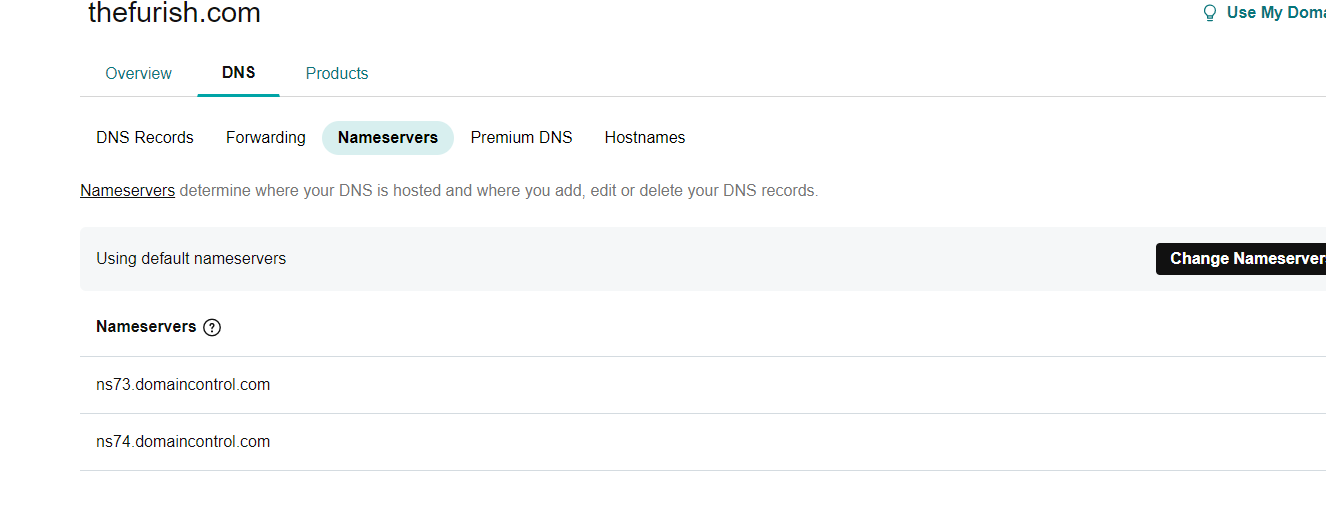 thefurish.com
Use My Doma
Overview DNS Products
DNS Records Forwarding Nameservers Premium DNS Hostnames
Nameservers determine where your DNS is hosted and where you add, edit or delete your DNS records.
Using default nameservers
Change Nameserver
Nameservers ?
ns73.domaincontrol.com
ns74.domaincontrol.com